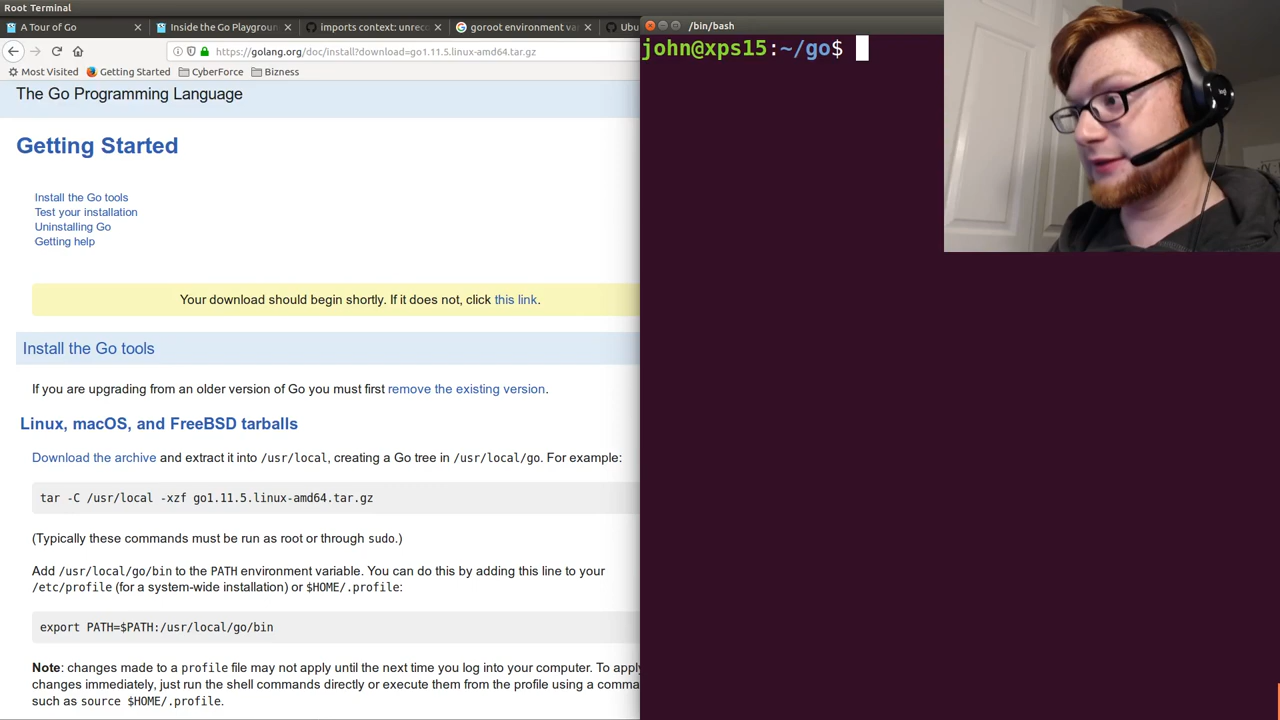 Root Terminal
A Tour of Go
Inside the Go Playgroun
imports context: unrec
goroot environment va
Ubu
https://golang.org/doc/install?download=go1.11.5.linux-amd64.tar.gz
Most Visited
Getting Started
CyberForce
Bizness
The Go Programming Language
Getting Started
Install the Go tools
Test your installation
Uninstalling Go
Getting help
Your download should begin shortly. If it does not, click this link.
Install the Go tools
If you are upgrading from an older version of Go you must first remove the existing version.
Linux, macOS, and FreeBSD tarballs
Download the archive and extract it into /usr/local, creating a Go tree in /usr/local/go. For example:
tar -C /usr/local -xzf go1.11.5.linux-amd64.tar.gz
(Typically these commands must be run as root or through sudo.)
Add /usr/local/go/bin to the PATH environment variable. You can do this by adding this line to your
/etc/profile (for a system-wide installation) or $HOME/.profile:
export PATH=$PATH:/usr/local/go/bin
Note: changes made to a profile file may not apply until the next time you log into your computer. To apply
changes immediately, just run the shell commands directly or execute them from the profile using a comma
such as source $HOME/.profile.
/bin/bash
john@xps15:~/go$